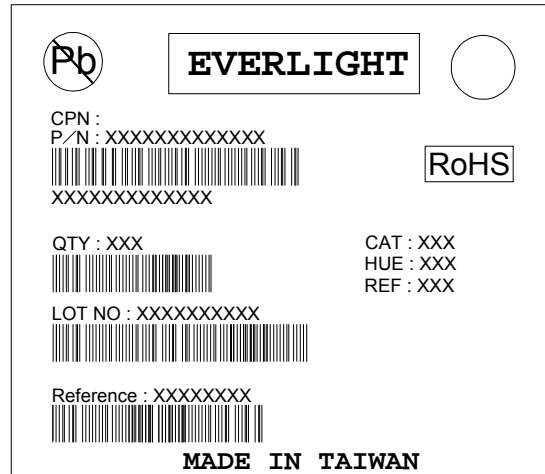 Pb
EVERLIGHT
CPN :
P/N : XXXXXXXXXXXXX
RoHS
XXXXXXXXXXXXX
QTY : XXX
CAT : XXX
HUE : XXX
REF : XXX
LOT NO : XXXXXXXXXX
Reference : XXXXXXXX
MADE IN TAIWAN